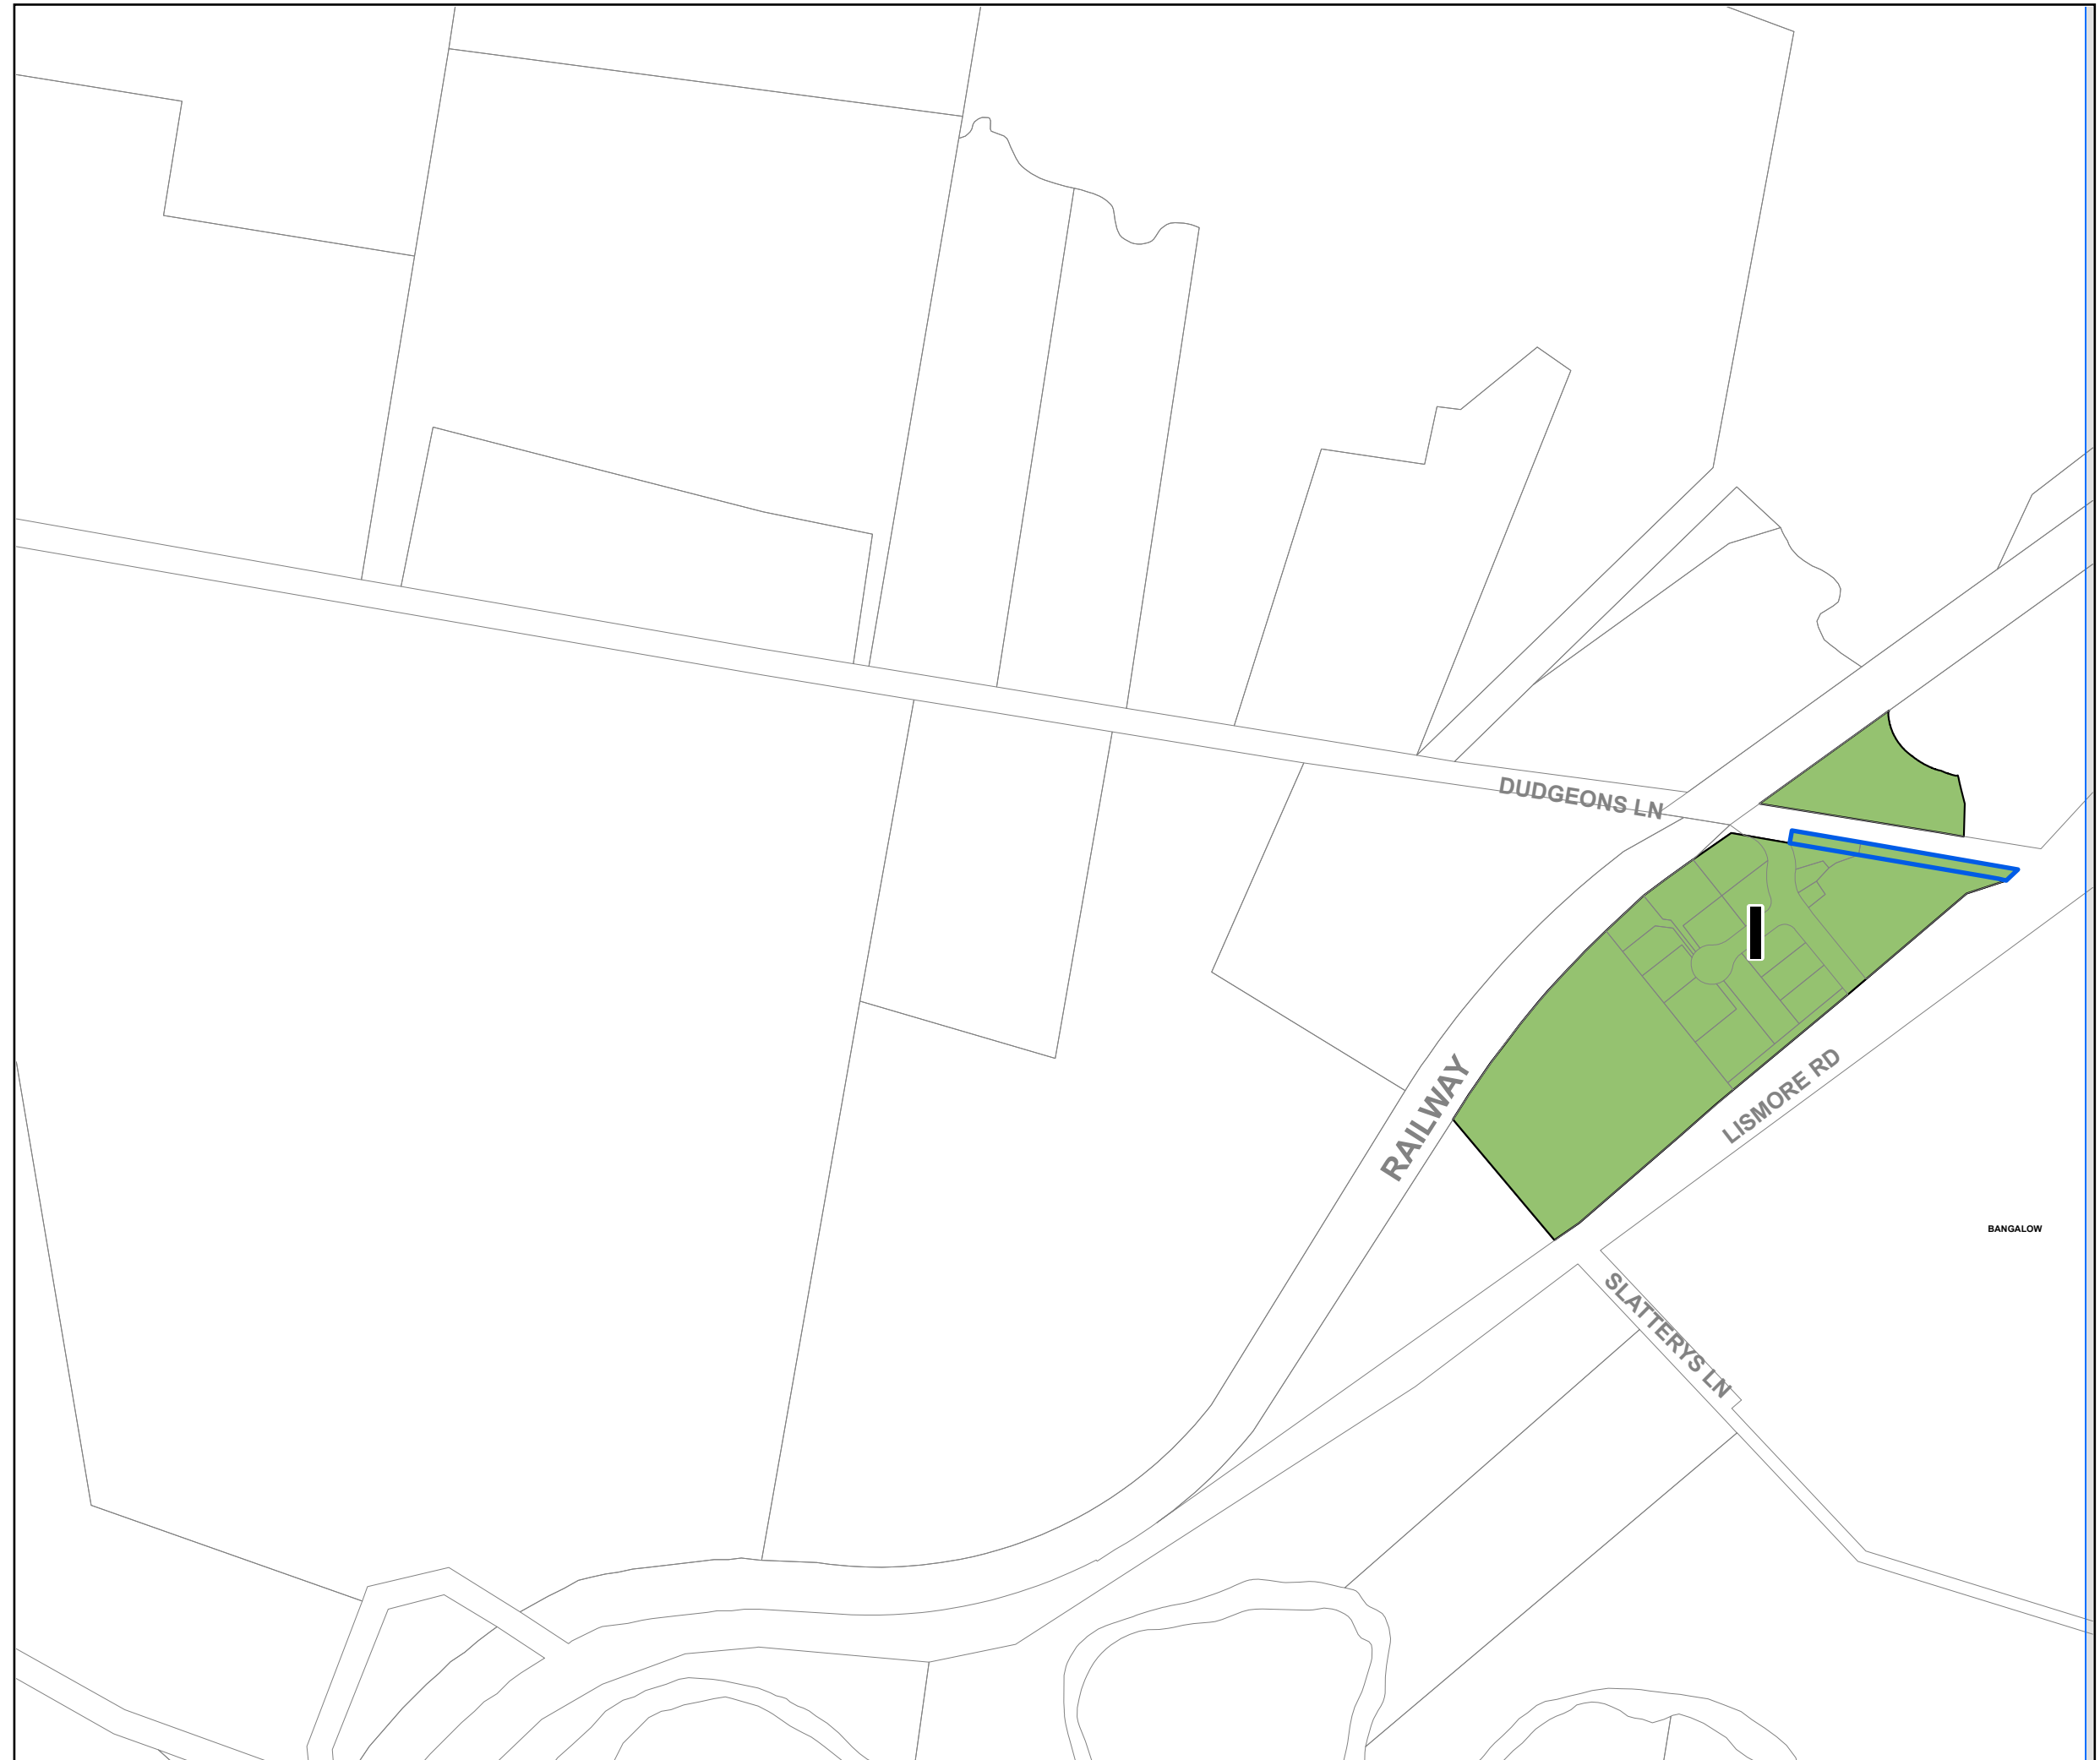 DUDGEONS LN
I
RAILWAY
LISMORE RD
BANGALOW
SLATTERYS LN